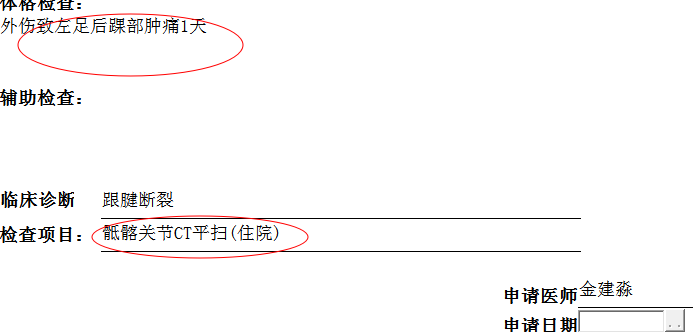 体格检查：
外伤致左足后踝部肿痛1天
辅助检查：
临床诊断 跟腱断裂
检查项目： 骶髂关节CT平扫(住院)
申请医师 金建淼
申请日期 ..